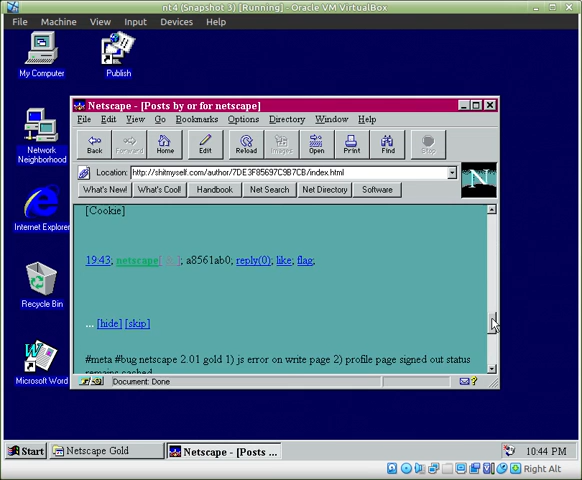 nt4 (Snapshot 3) [Running] - Oracle VM VirtualBox
File Machine View Input Devices Help
My Computer
Publish
Network Neighborhood
Internet Explorer
Recycle Bin
Microsoft Word
Netscape - [Posts by or for netscape]
File Edit View Go Bookmarks Options Directory Window Help
Back Forward Home Edit Reload Images Open Print Find Stop
Location: http://shitmyself.com/author/7DE3F85697C9B7CB/index.html
N
What's New! What's Cool! Handbook Net Search Net Directory Software
[Cookie]
19:43; netscape; a8561ab0; reply(0); like; flag;
... [hide] [skip]
#meta #bug netscape 2.01 gold 1) js error on write page 2) profile page signed out status
remains cached
Document: Done
Start Netscape Gold Netscape - [Posts ... 10:44 PM
Right Alt